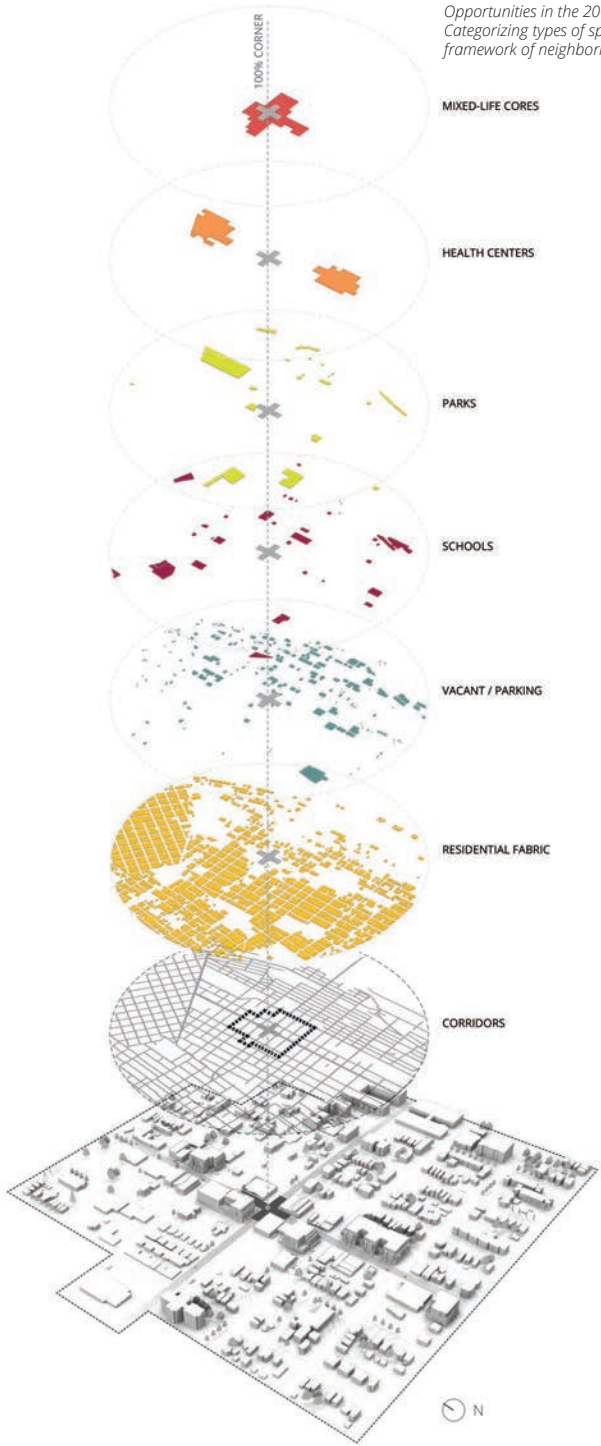 Opportunities in the 20
Categorizing types of sp
framework of neighbor
100% CORNER
MIXED-LIFE CORES
HEALTH CENTERS
PARKS
SCHOOLS
VACANT / PARKING
RESIDENTIAL FABRIC
CORRIDORS
N